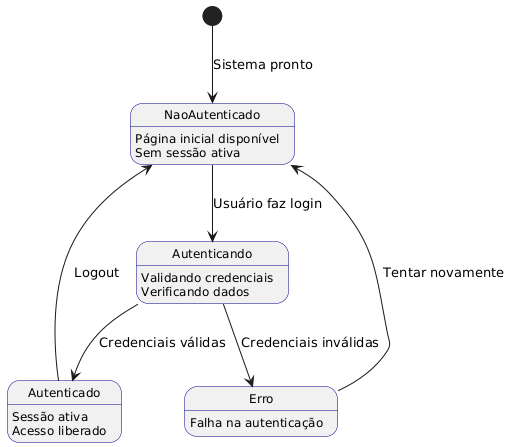 Sistema pronto
NaoAutenticado
Página inicial disponível
Sem sessão ativa
Usuário faz login
Autenticando
Validando credenciais
Verificando dados
Logout
Tentar novamente
Credenciais válidas
Credenciais inválidas
Autenticado
Sessão ativa
Acesso liberado
Erro
Falha na autenticação